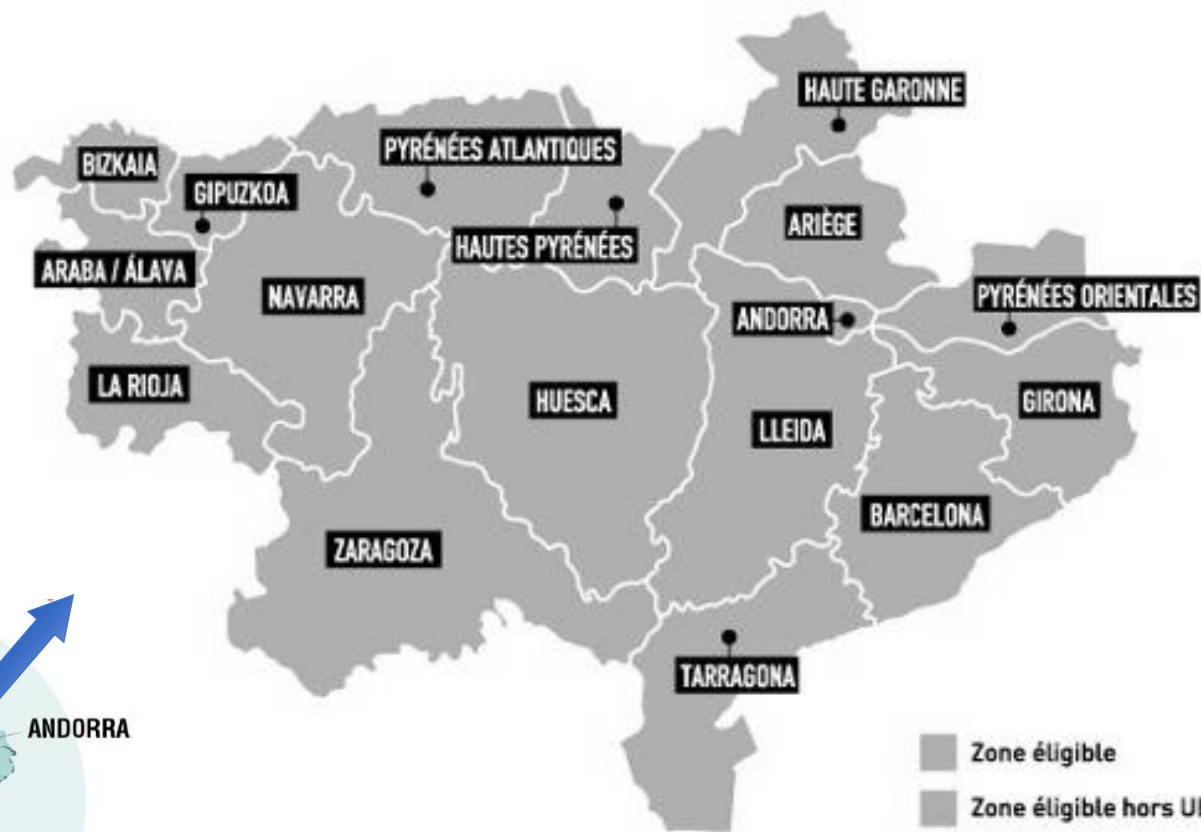 HAUTE GARONNE
PYRÉNÉES ATLANTIQUES
BIZKAIA
GIPUZKOA
ARIÈGE
HAUTES PYRÉNÉES
ARABA / ÁLAVA
NAVARRA
PYRÉNÉES ORIENTALES
ANDORRA
LA RIOJA
HUESCA
GIRONA
LLEIDA
BARCELONA
ZARAGOZA
TARRAGONA
ANDORRA
Zone éligible
Zone éligible hors